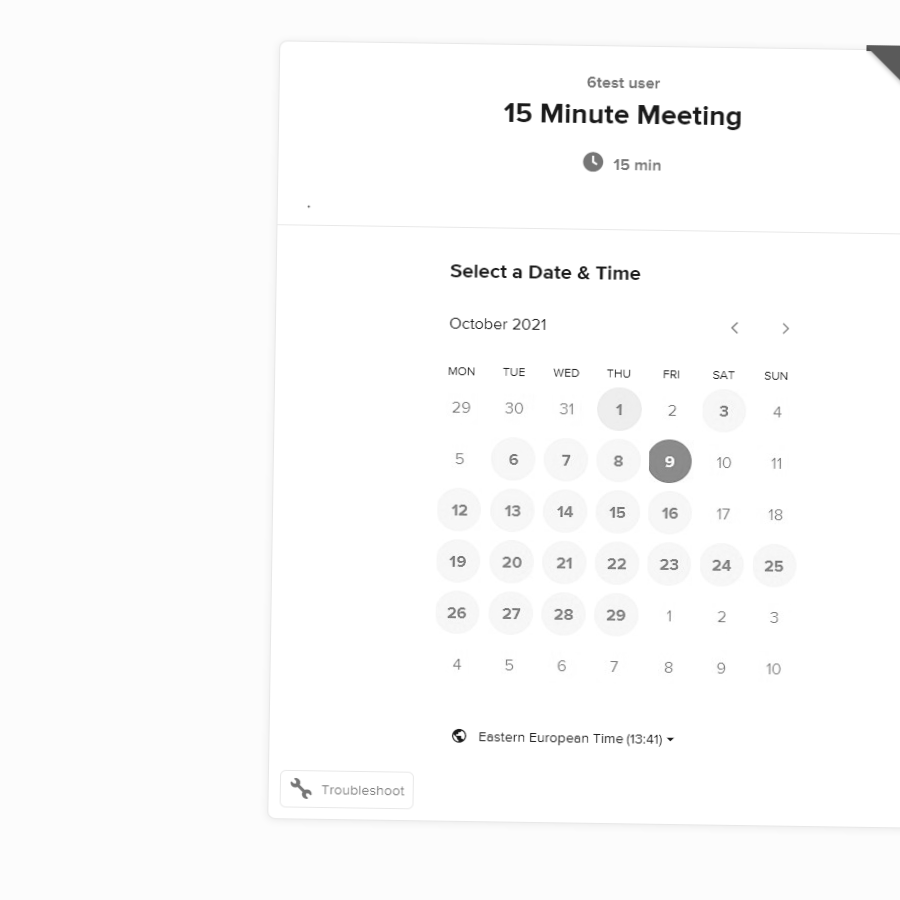 6test user
15 Minute Meeting
15 min
.
Select a Date & Time
October 2021
MON TUE WED THU FRI SAT SUN
29 30 31 1 2 3 4
5 6 7 8 9 10 11
12 13 14 15 16 17 18
19 20 21 22 23 24 25
26 27 28 29 1 2 3
4 5 6 7 8 9 10
Eastern European Time (13:41)
Troubleshoot